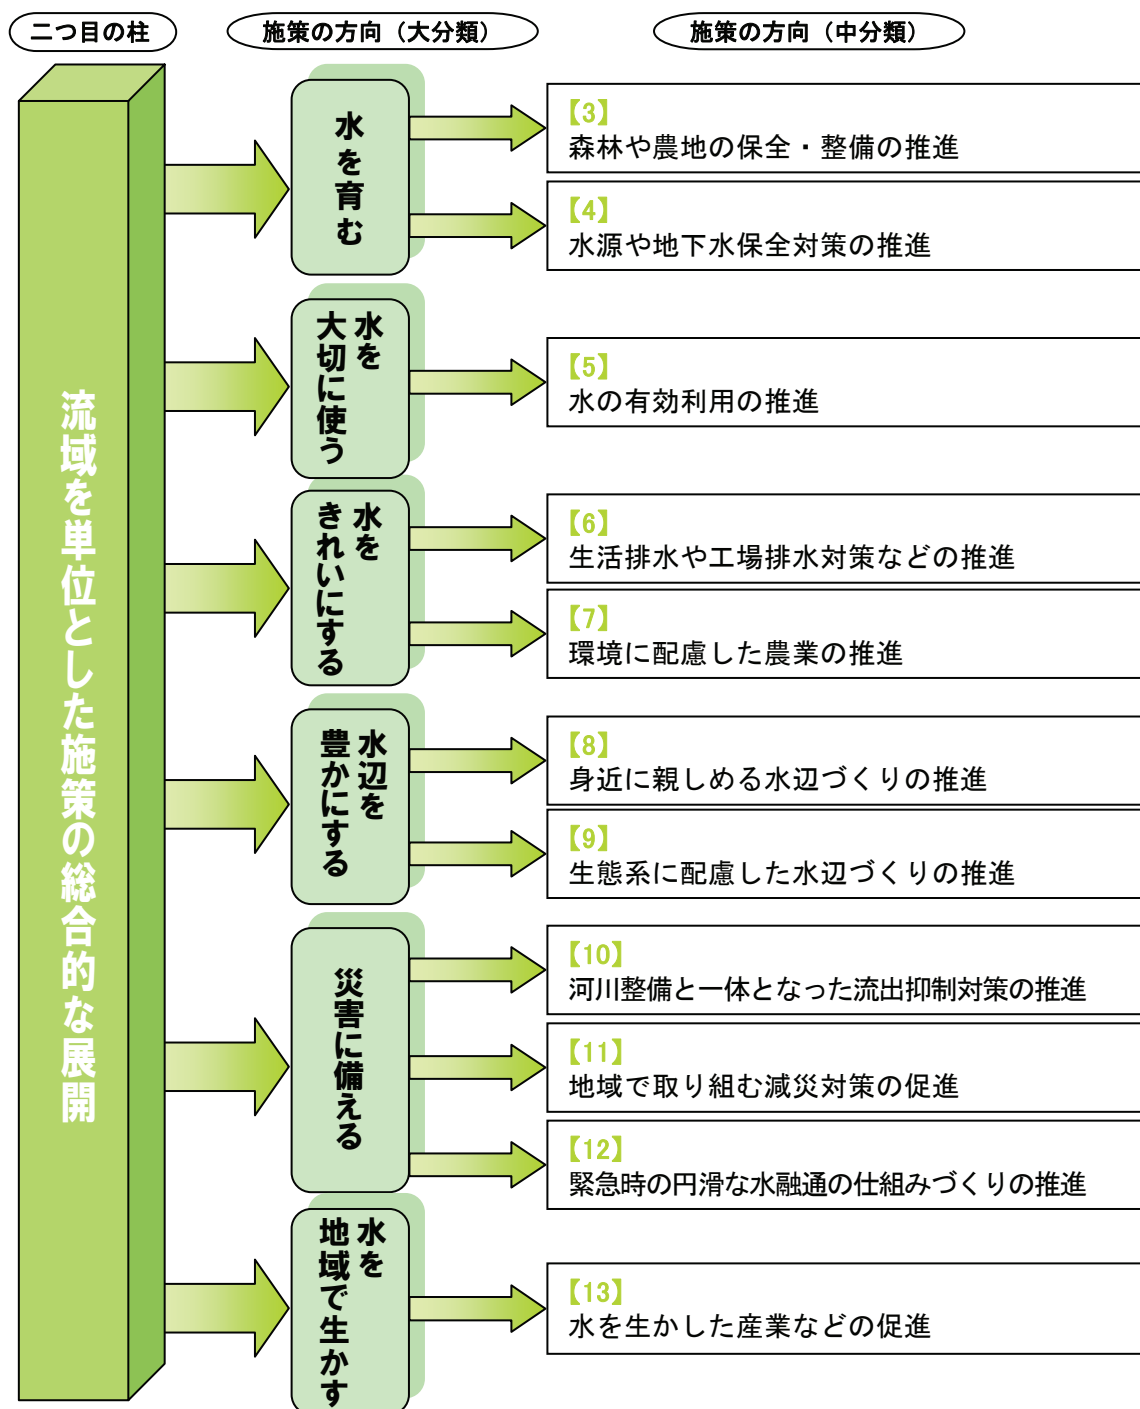 二つ目の柱
施策の方向（大分類）
施策の方向（中分類）
流域を単位とした施策の総合的な展開
水を育む
【3】
森林や農地の保全・整備の推進
【4】
水源や地下水保全対策の推進
水を
大切に使う
【5】
水の有効利用の推進
水を
きれいにする
【6】
生活排水や工場排水対策などの推進
【7】
環境に配慮した農業の推進
水辺を
豊かにする
【8】
身近に親しめる水辺づくりの推進
【9】
生態系に配慮した水辺づくりの推進
災害に備える
【10】
河川整備と一体となった流出抑制対策の推進
【11】
地域で取り組む減災対策の促進
【12】
緊急時の円滑な水融通の仕組みづくりの推進
水を
地域で生かす
【13】
水を生かした産業などの促進